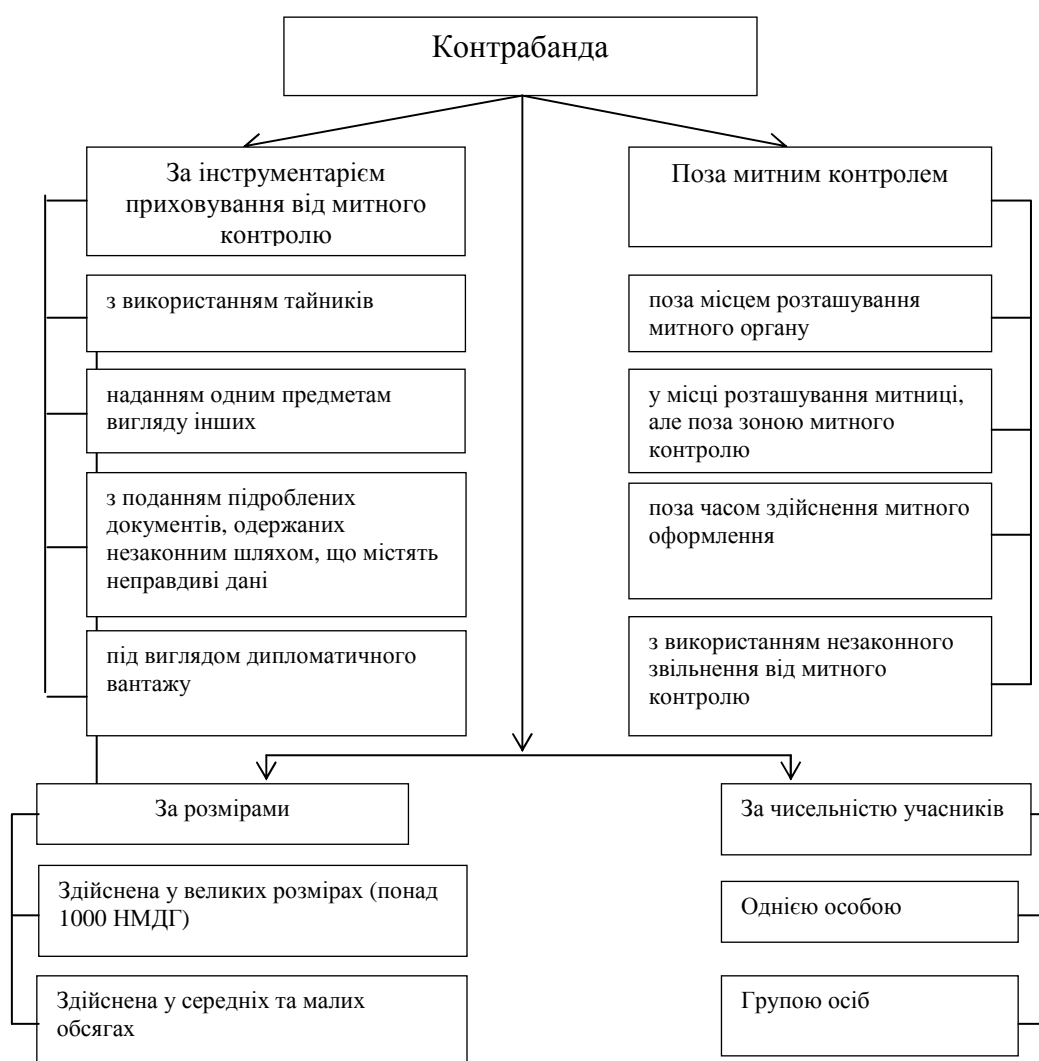 Контрабанда
За інструментарієм
приховування від митного
контролю
з використанням тайників
наданням одним предметам
вигляду інших
з поданням підроблених
документів, одержаних
незаконним шляхом, що містять
неправдиві дані
під виглядом дипломатичного
вантажу
Поза митним контролем
поза місцем розташування
митного органу
у місці розташування митниці,
але поза зоною митного
контролю
поза часом здійснення митного
оформлення
з використанням незаконного
звільнення від митного
контролю
За розмірами
Здійснена у великих розмірах (понад
1000 НМДГ)
Здійснена у середніх та малих
обсягах
За чисельністю учасників
Однією особою
Групою осіб